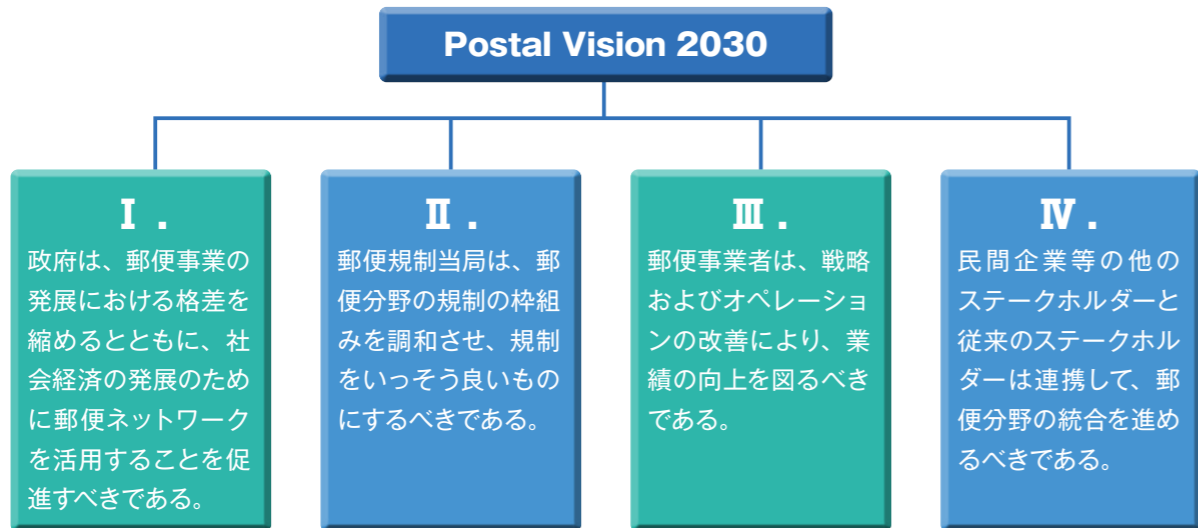 Postal Vision 2030
Ⅰ.
政府は、郵便事業の
発展における格差を
縮めるとともに、社
会経済の発展のため
に郵便ネットワーク
を活用することを促
進すべきである。
Ⅱ.
郵便規制当局は、郵
便分野の規制の枠組
みを調和させ、規制
をいっそう良いもの
にするべきである。
Ⅲ.
郵便事業者は、戦略
およびオペレーショ
ンの改善により、業
績の向上を図るべき
である。
Ⅳ.
民間企業等の他の
ステークホルダーと
従来のステークホル
ダーは連携して、郵
便分野の統合を進め
るべきである。